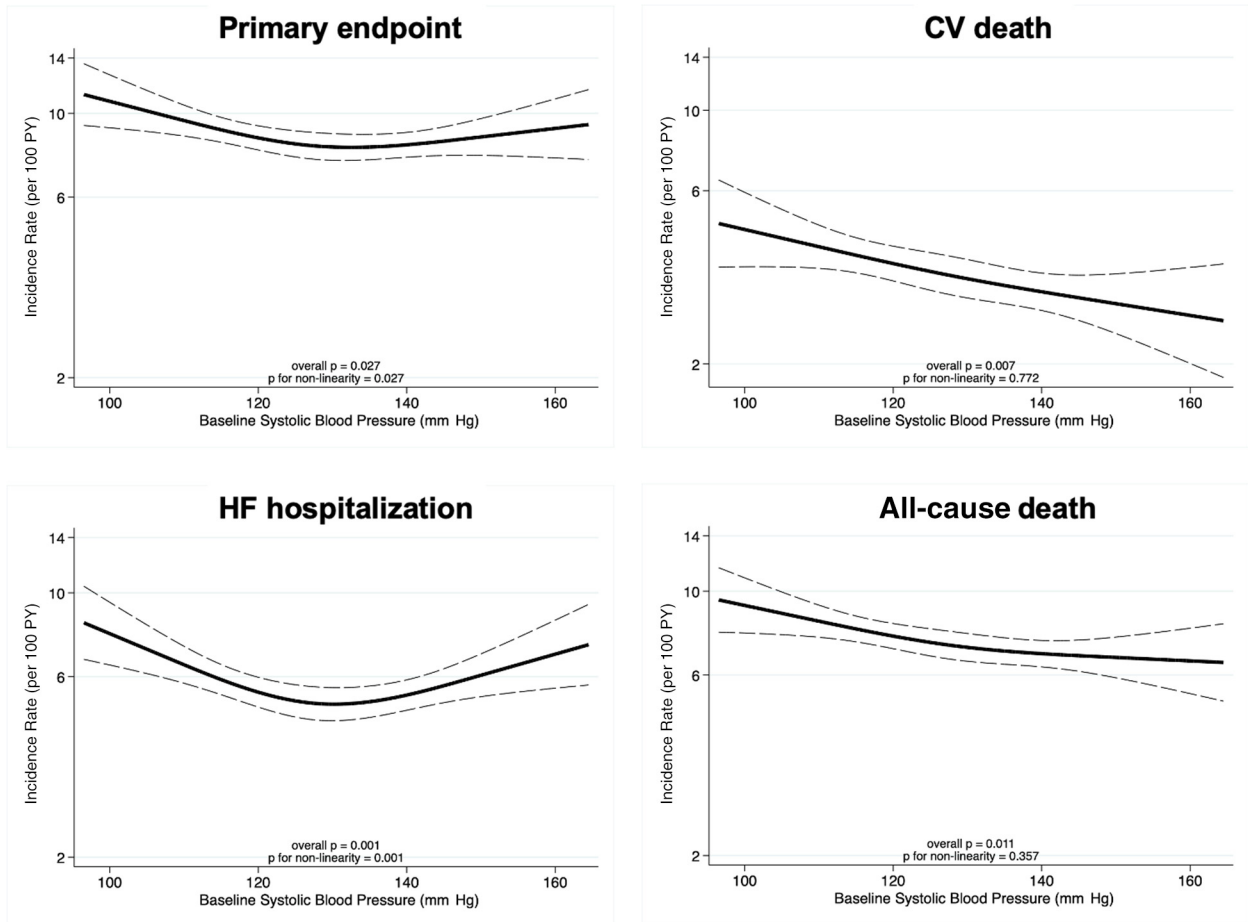 Primary endpoint
14
10
6
2
Incidence Rate (per 100 PY)
overall p = 0.027
p for non-linearity = 0.027
100 120 140 160
Baseline Systolic Blood Pressure (mm Hg)
CV death
14
10
6
2
Incidence Rate (per 100 PY)
overall p = 0.007
p for non-linearity = 0.772
100 120 140 160
Baseline Systolic Blood Pressure (mm Hg)
HF hospitalization
14
10
6
2
Incidence Rate (per 100 PY)
overall p = 0.001
p for non-linearity = 0.001
100 120 140 160
Baseline Systolic Blood Pressure (mm Hg)
All-cause death
14
10
6
2
Incidence Rate (per 100 PY)
overall p = 0.011
p for non-linearity = 0.357
100 120 140 160
Baseline Systolic Blood Pressure (mm Hg)